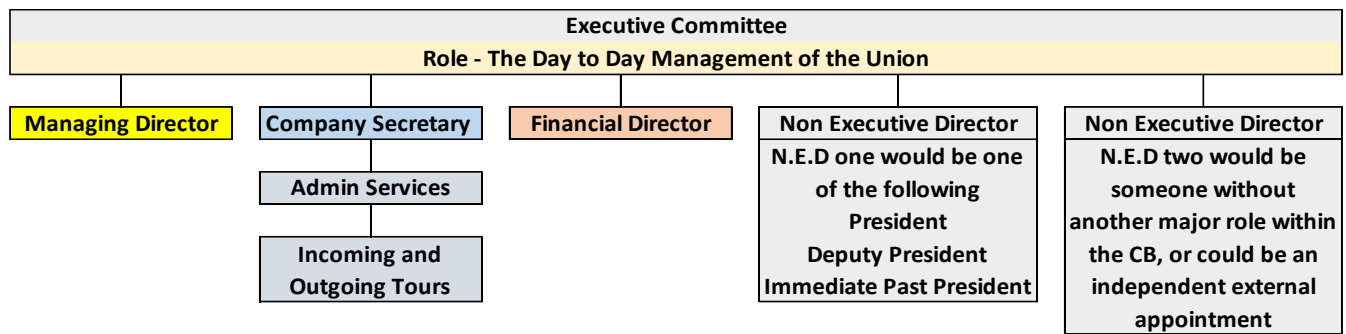 Executive Committee
Role - The Day to Day Management of the Union
Managing Director
Company Secretary
Financial Director
Non Executive Director
Non Executive Director
Admin Services
Incoming and
Outgoing Tours
N.E.D one would be one
of the following
President
Deputy President
Immediate Past President
N.E.D two would be
someone without
another major role within
the CB, or could be an
independent external
appointment